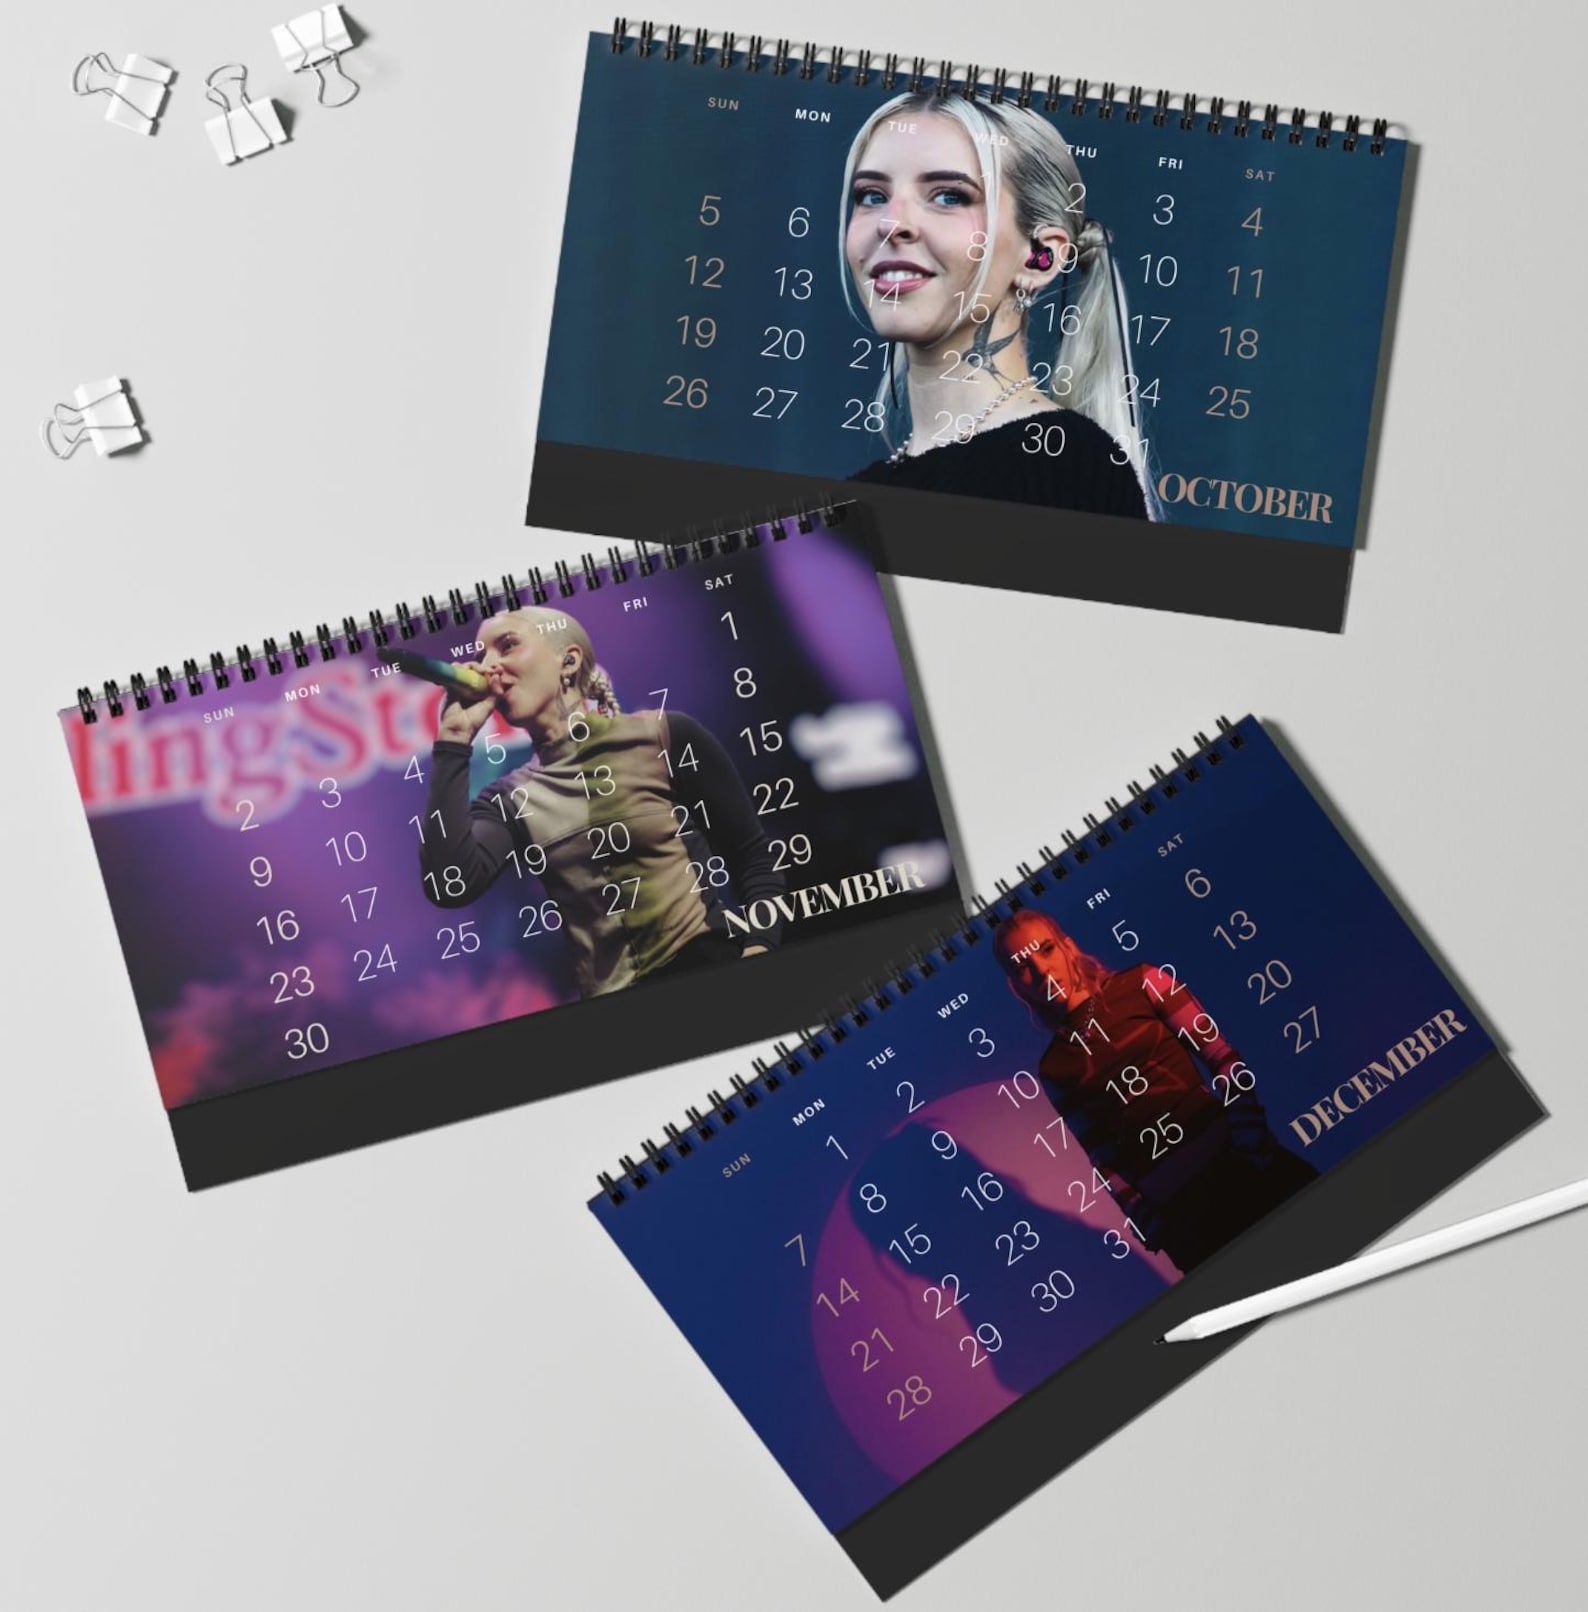 SUN MON TUE WED THU FRI SAT
1 2 3 4
5 6 7 8 9 10 11
12 13 14 15 16 17 18
19 20 21 22 23 24 25
26 27 28 29 30 31
OCTOBER
SUN MON TUE WED THU FRI SAT
1
2 3 4 5 6 7 8
9 10 11 12 13 14 15
16 17 18 19 20 21 22
23 24 25 26 27 28 29
30
NOVEMBER
lingSto
SUN MON TUE WED THU FRI SAT
1 2 3 4 5 6
7 8 9 10 11 12 13
14 15 16 17 18 19 20
21 22 23 24 25 26 27
28 29 30 31
DECEMBER